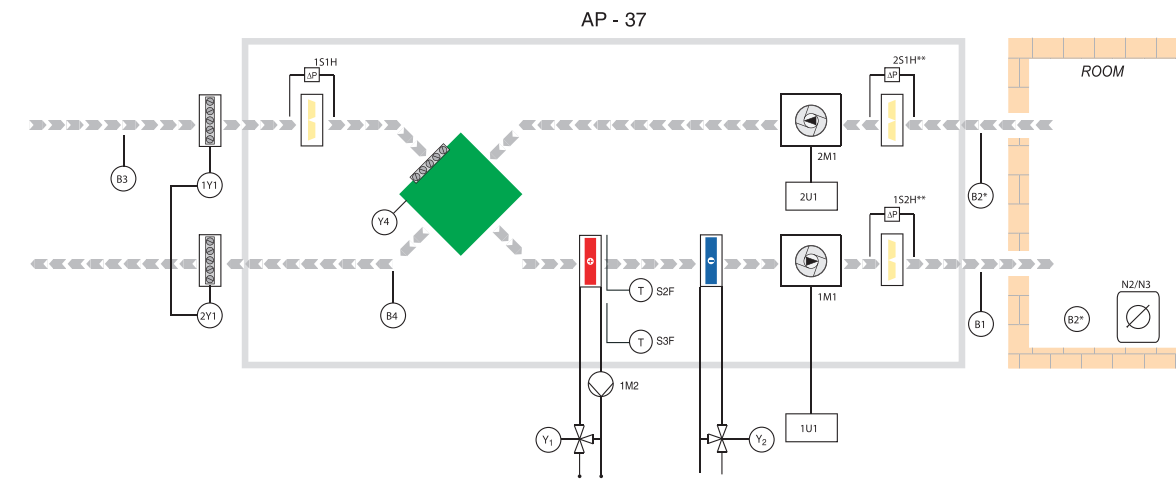 AP - 37
1S1H
ΔP
2S1H**
ΔP
ROOM
B3
1Y1
2M1
2U1
B2*
Y4
1S2H**
ΔP
2Y1
B4
T S2F
T S3F
1M1
B1
B2*
N2/N3
1M2
Y1
Y2
1U1